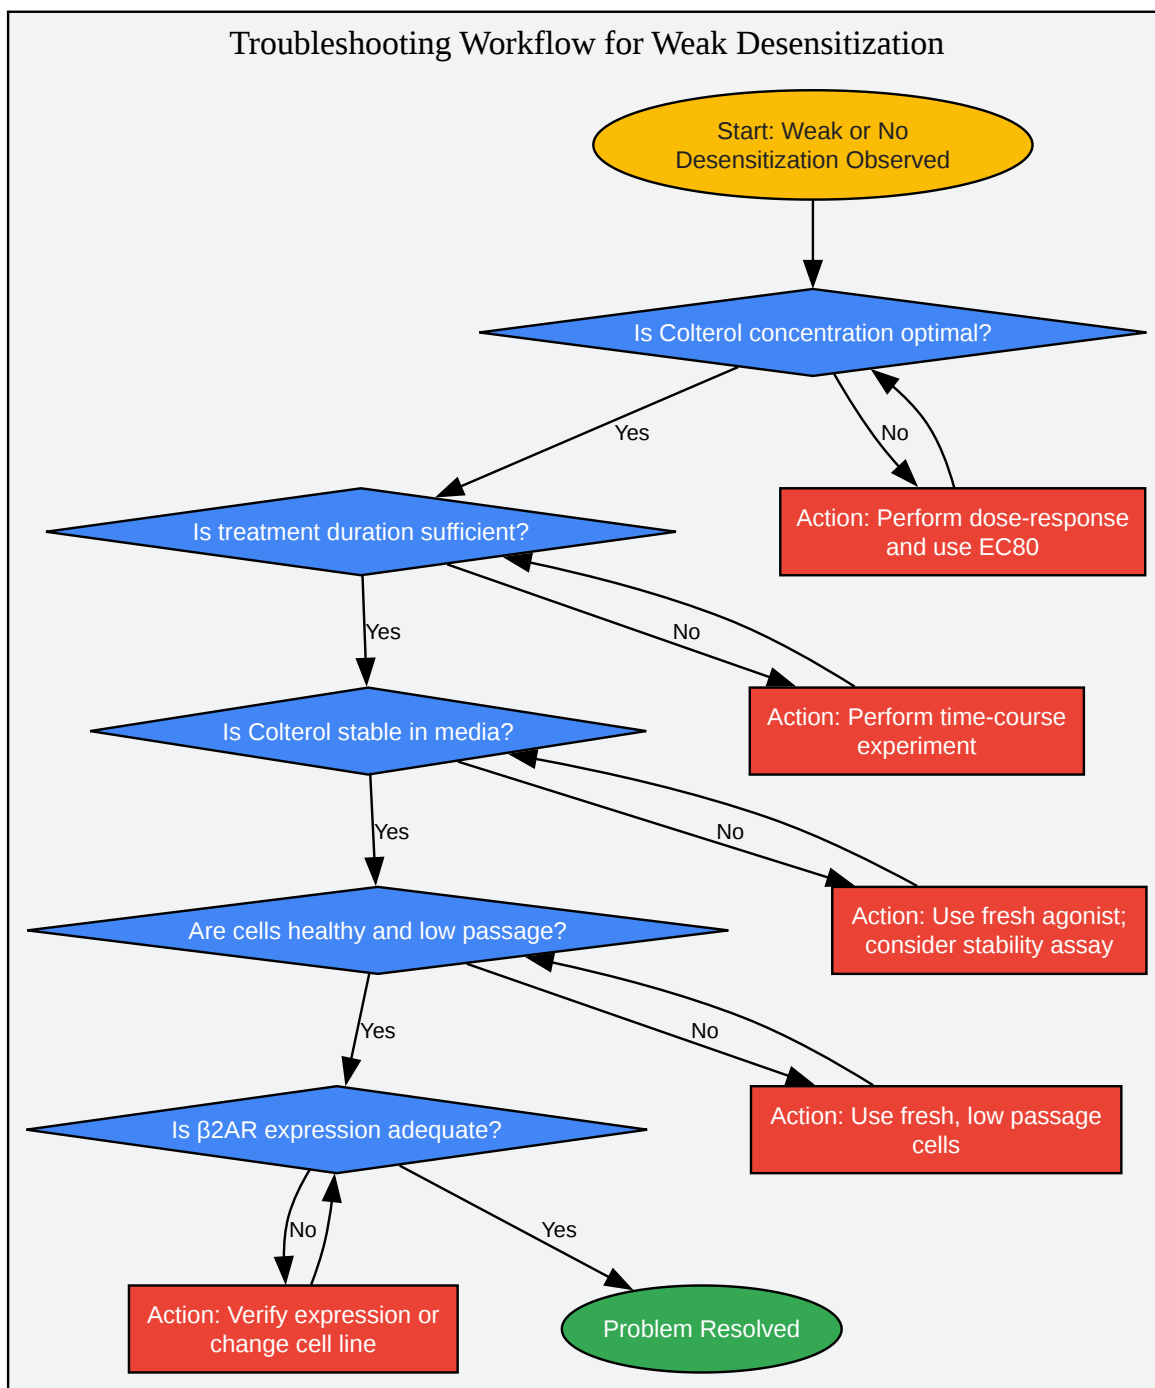 Troubleshooting Workflow for Weak Desensitization
Start: Weak or No
Desensitization Observed
Is Colterol concentration optimal?
Yes
No
Action: Perform dose-response
and use EC80
Is treatment duration sufficient?
Yes
No
Action: Perform time-course
experiment
Is Colterol stable in media?
Yes
No
Action: Use fresh agonist;
consider stability assay
Are cells healthy and low passage?
Yes
No
Action: Use fresh, low passage
cells
Is β2AR expression adequate?
No
Yes
Action: Verify expression or
change cell line
Problem Resolved